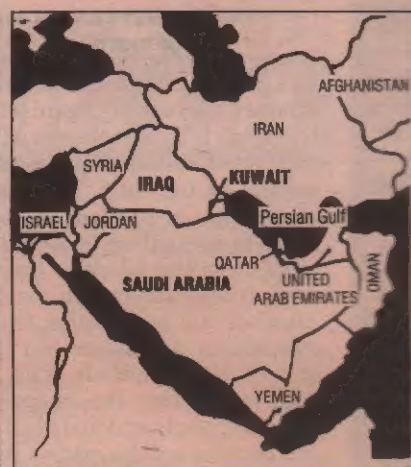 AFGHANISTAN
IRAN
SYRIA
IRAQ
KUWAIT
ISRAEL
JORDAN
Persian Gulf
QATAR
SAUDI ARABIA
UNITED
ARAB EMIRATES
OMAN
YEMEN